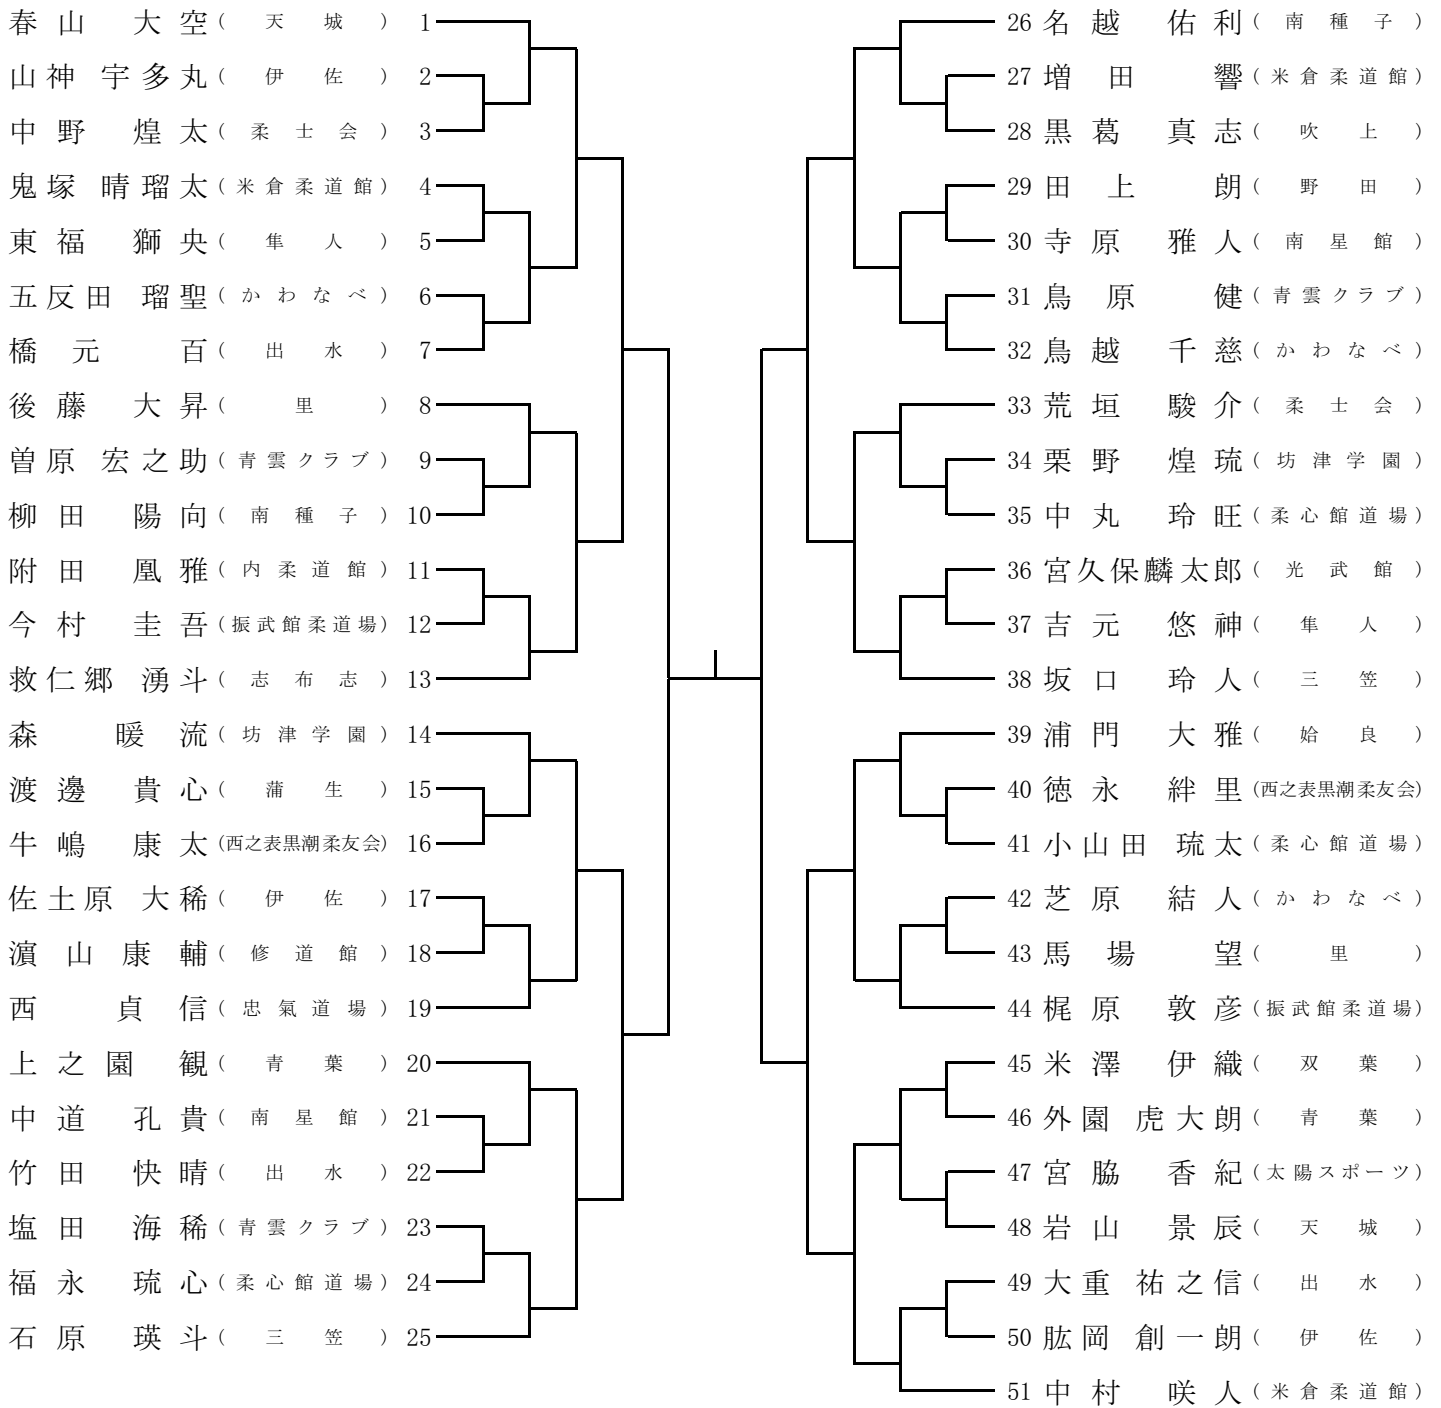 春山 大空 ( 天城 ) 1
山神 宇多丸 ( 伊佐 ) 2
中野 煌太 ( 柔士会 ) 3
鬼塚 晴瑠太 ( 米倉柔道館 ) 4
東福 獅央 ( 隼人 ) 5
五反田 瑠聖 ( かわなべ ) 6
橋元 百 ( 出水 ) 7
後藤 大昇 ( 里 ) 8
曽原 宏之助 ( 青雲クラブ ) 9
柳田 陽向 ( 南種子 ) 10
附田 凰雅 ( 内柔道館 ) 11
今村 圭吾 ( 振武館柔道場 ) 12
救仁郷 湧斗 ( 志布志 ) 13
森 暖流 ( 坊津学園 ) 14
渡邊 貴心 ( 蒲生 ) 15
牛嶋 康太 (西之表黒潮柔友会) 16
佐土原 大稀 ( 伊佐 ) 17
濵山康輔 ( 修道館 ) 18
西 貞信 ( 忠氣道場 ) 19
上之園 観 ( 青葉 ) 20
中道 孔貴 ( 南星館 ) 21
竹田 快晴 ( 出水 ) 22
塩田 海稀 ( 青雲クラブ ) 23
福永 琉心 ( 柔心館道場 ) 24
石原 瑛斗 ( 三笠 ) 25
26 名越 佑利 ( 南種子 )
27 増田 響 ( 米倉柔道館 )
28 黒葛 真志 ( 吹上 )
29 田上 朗 ( 野田 )
30 寺原 雅人 ( 南星館 )
31 鳥原 健 ( 青雲クラブ )
32 鳥越 千慈 ( かわなべ )
33 荒垣 駿介 ( 柔士会 )
34 栗野 煌琉 ( 坊津学園 )
35 中丸 玲旺 ( 柔心館道場 )
36 宮久保麟太郎 ( 光武館 )
37 吉元 悠神 ( 隼人 )
38 坂口 玲人 ( 三笠 )
39 浦門 大雅 ( 姶良 )
40 徳永 絆里 (西之表黒潮柔友会)
41 小山田 琉太 ( 柔心館道場 )
42 芝原 結人 ( かわなべ )
43 馬場 望 ( 里 )
44 梶原 敦彦 ( 振武館柔道場 )
45 米澤 伊織 ( 双葉 )
46 外園 虎大朗 ( 青葉 )
47 宮脇 香紀 ( 太陽スポーツ )
48 岩山 景辰 ( 天城 )
49 大重 祐之信 ( 出水 )
50 肱岡 創一朗 ( 伊佐 )
51 中村 咲人 ( 米倉柔道館 )